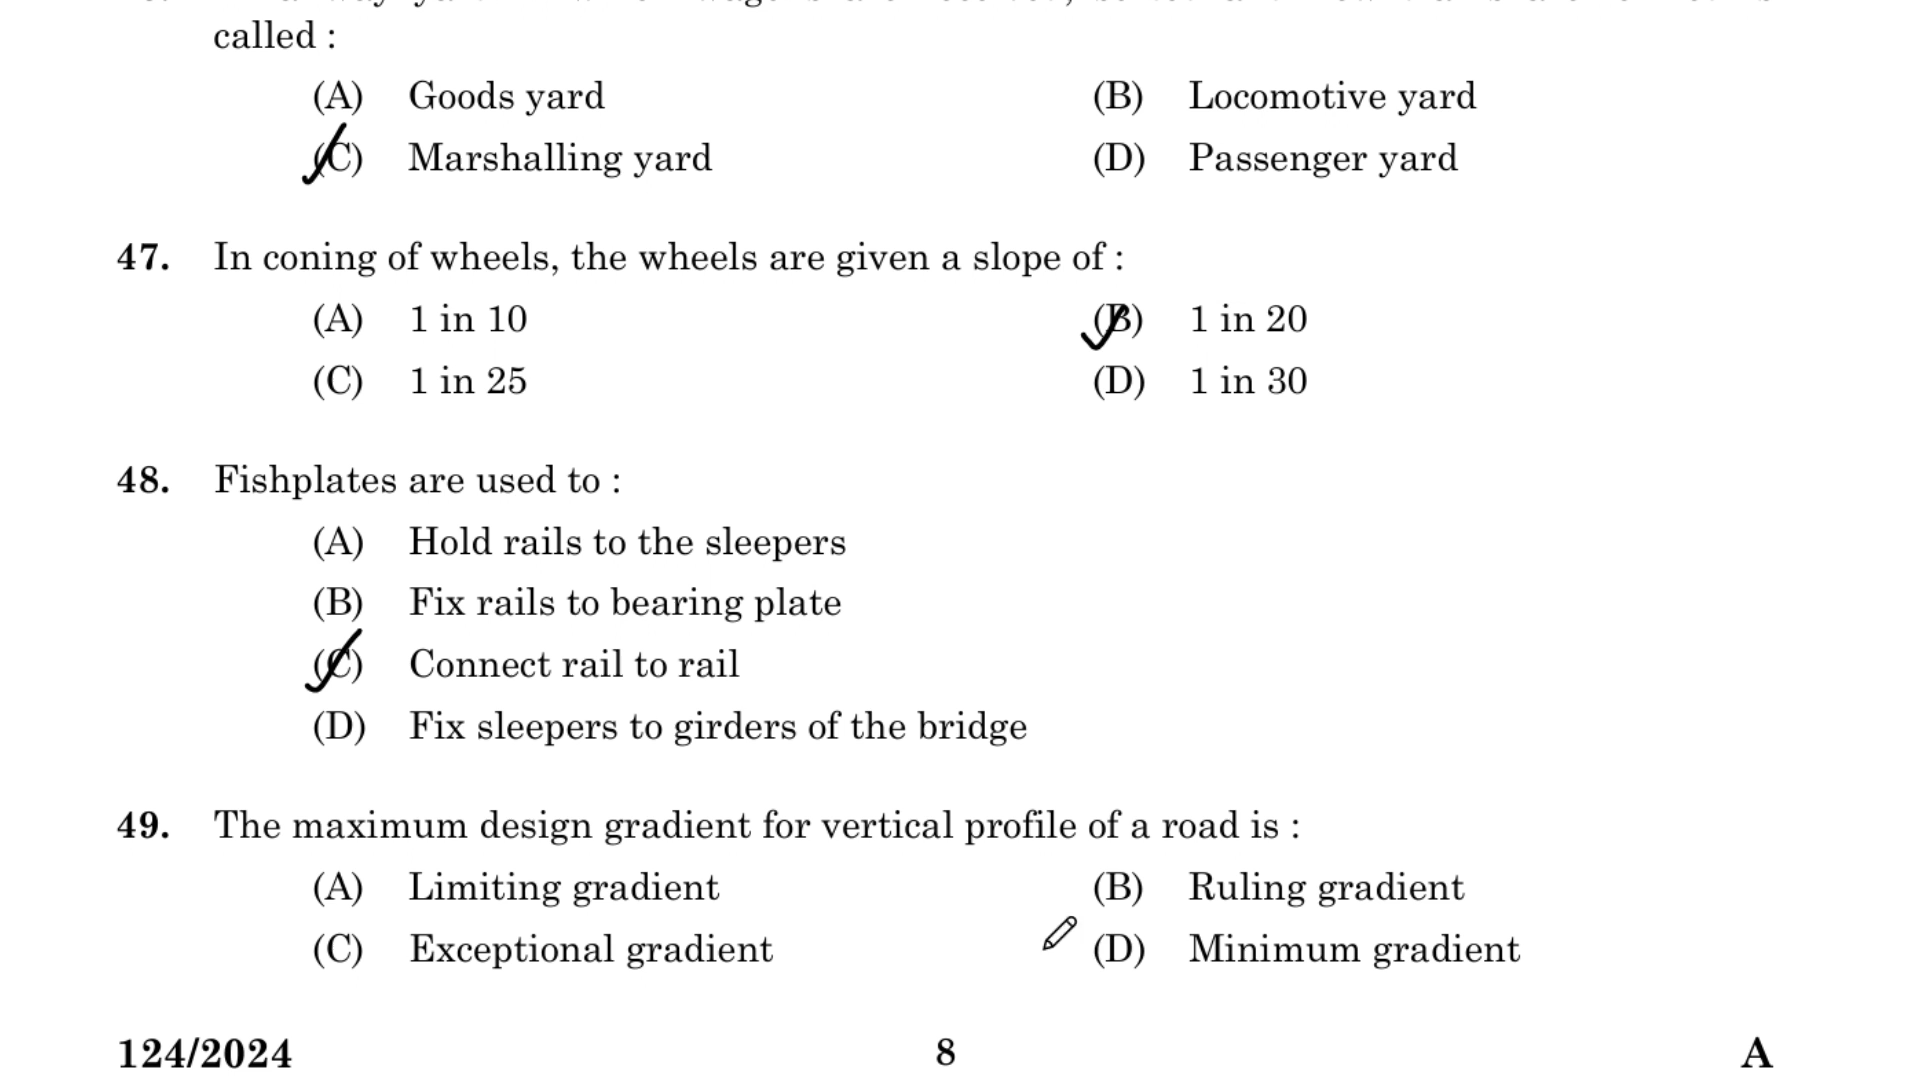 called :
(A) Goods yard (B) Locomotive yard
(C) Marshalling yard (D) Passenger yard
47. In coning of wheels, the wheels are given a slope of :
(A) 1 in 10 (B) 1 in 20
(C) 1 in 25 (D) 1 in 30
48. Fishplates are used to :
(A) Hold rails to the sleepers
(B) Fix rails to bearing plate
(C) Connect rail to rail
(D) Fix sleepers to girders of the bridge
49. The maximum design gradient for vertical profile of a road is :
(A) Limiting gradient (B) Ruling gradient
(C) Exceptional gradient (D) Minimum gradient
124/2024 8 A